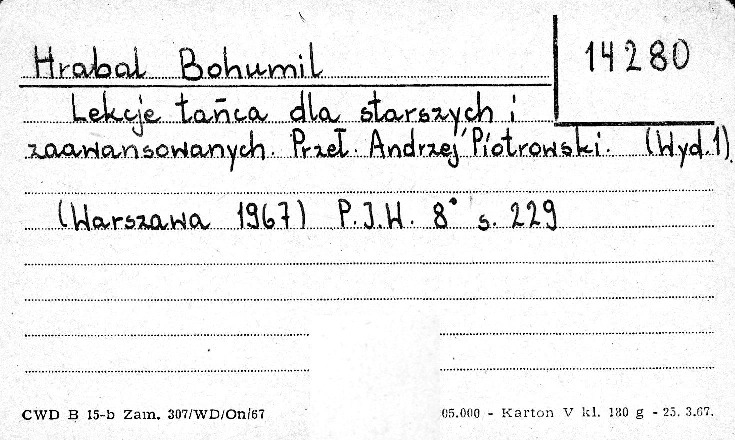 Hrabal Bohumil
14280
Lekcje tańca dla starszych i
zaawansowanych. Przeł. Andrzej Piotrowski. (Wyd.1).
(Warszawa 1967) P.I.W. 8° s. 229
CWD B 15-b Zam. 307/WD/On/67
05.000 - Karton V kl. 180 g - 25. 3.67.